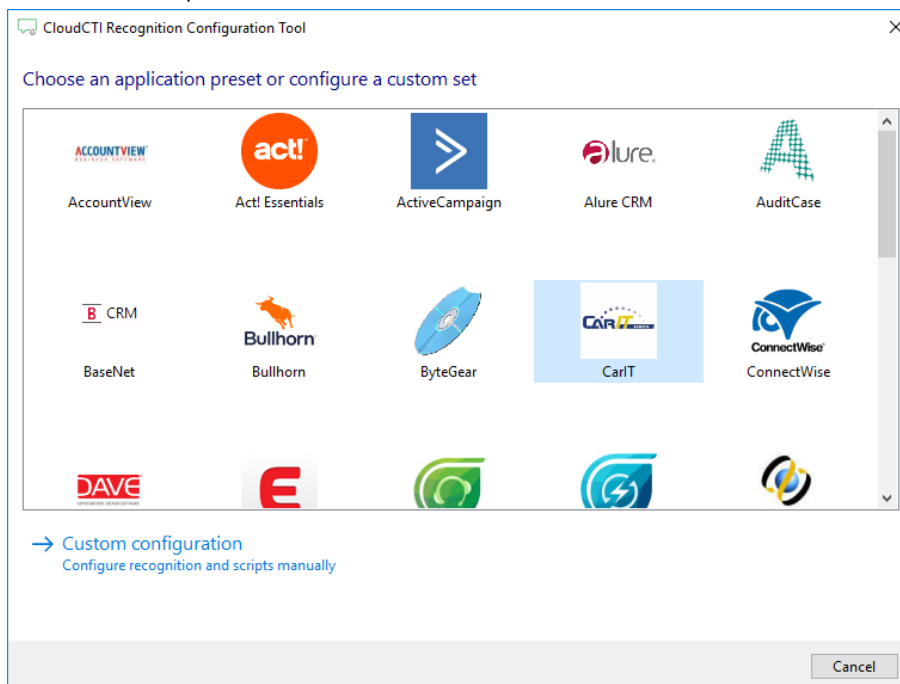 CloudCTI Recognition Configuration Tool
Choose an application preset or configure a custom set
ACCOUNTVIEW
BUSINESS SOFTWARE
act!
alure.
A
AccountView
Act! Essentials
ActiveCampaign
Alure CRM
AuditCase
B CRM
Bullhorn
CarIT
ConnectWise
BaseNet
Bullhorn
ByteGear
CarIT
ConnectWise
DAVE
E
Custom configuration
Configure recognition and scripts manually
Cancel